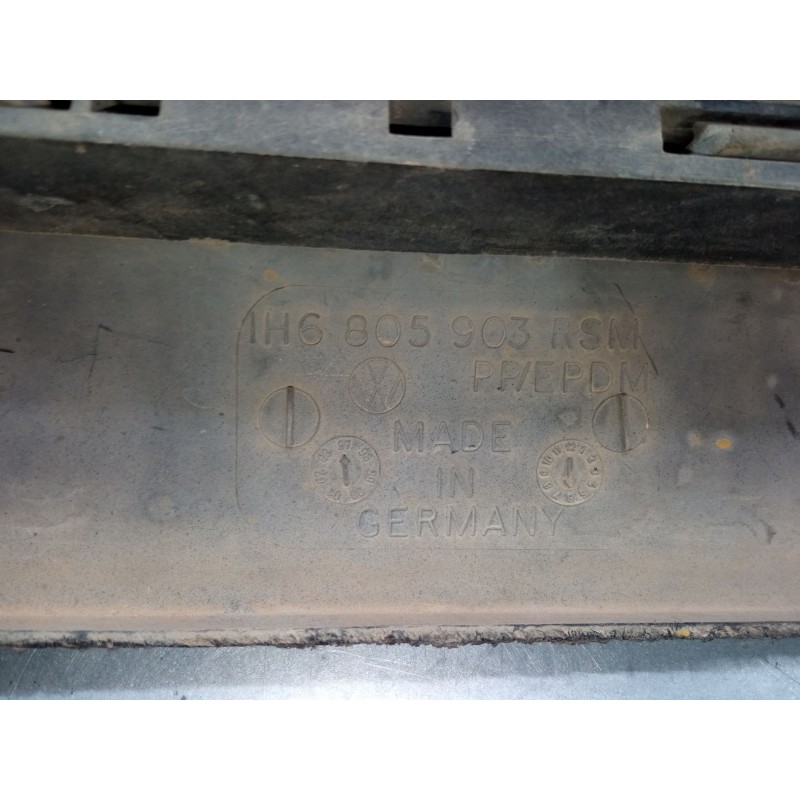 1H6 805 903 RSM
PP/EPDM
MADE
IN
GERMANY